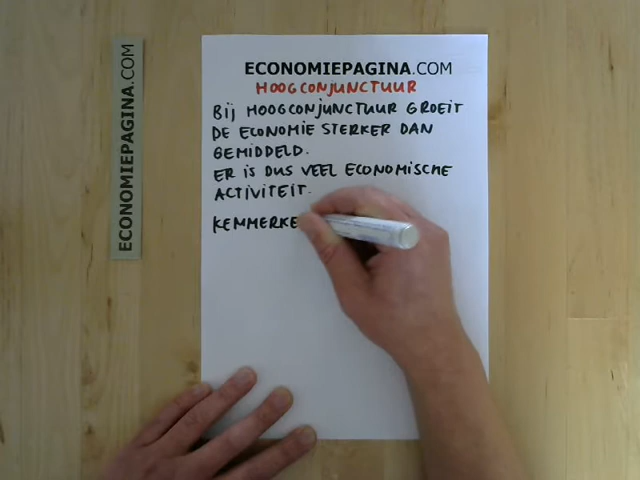 ECONOMIEPAGINA.COM
ECONOMIEPAGINA.COM
HOOGCONJUNCTUUR
BIJ HOOGCONJUNCTUUR GROEIT
DE ECONOMIE STERKER DAN
GEMIDDELD.
ER IS DUS VEEL ECONOMISCHE
ACTIVITEIT.
KEMMERKE